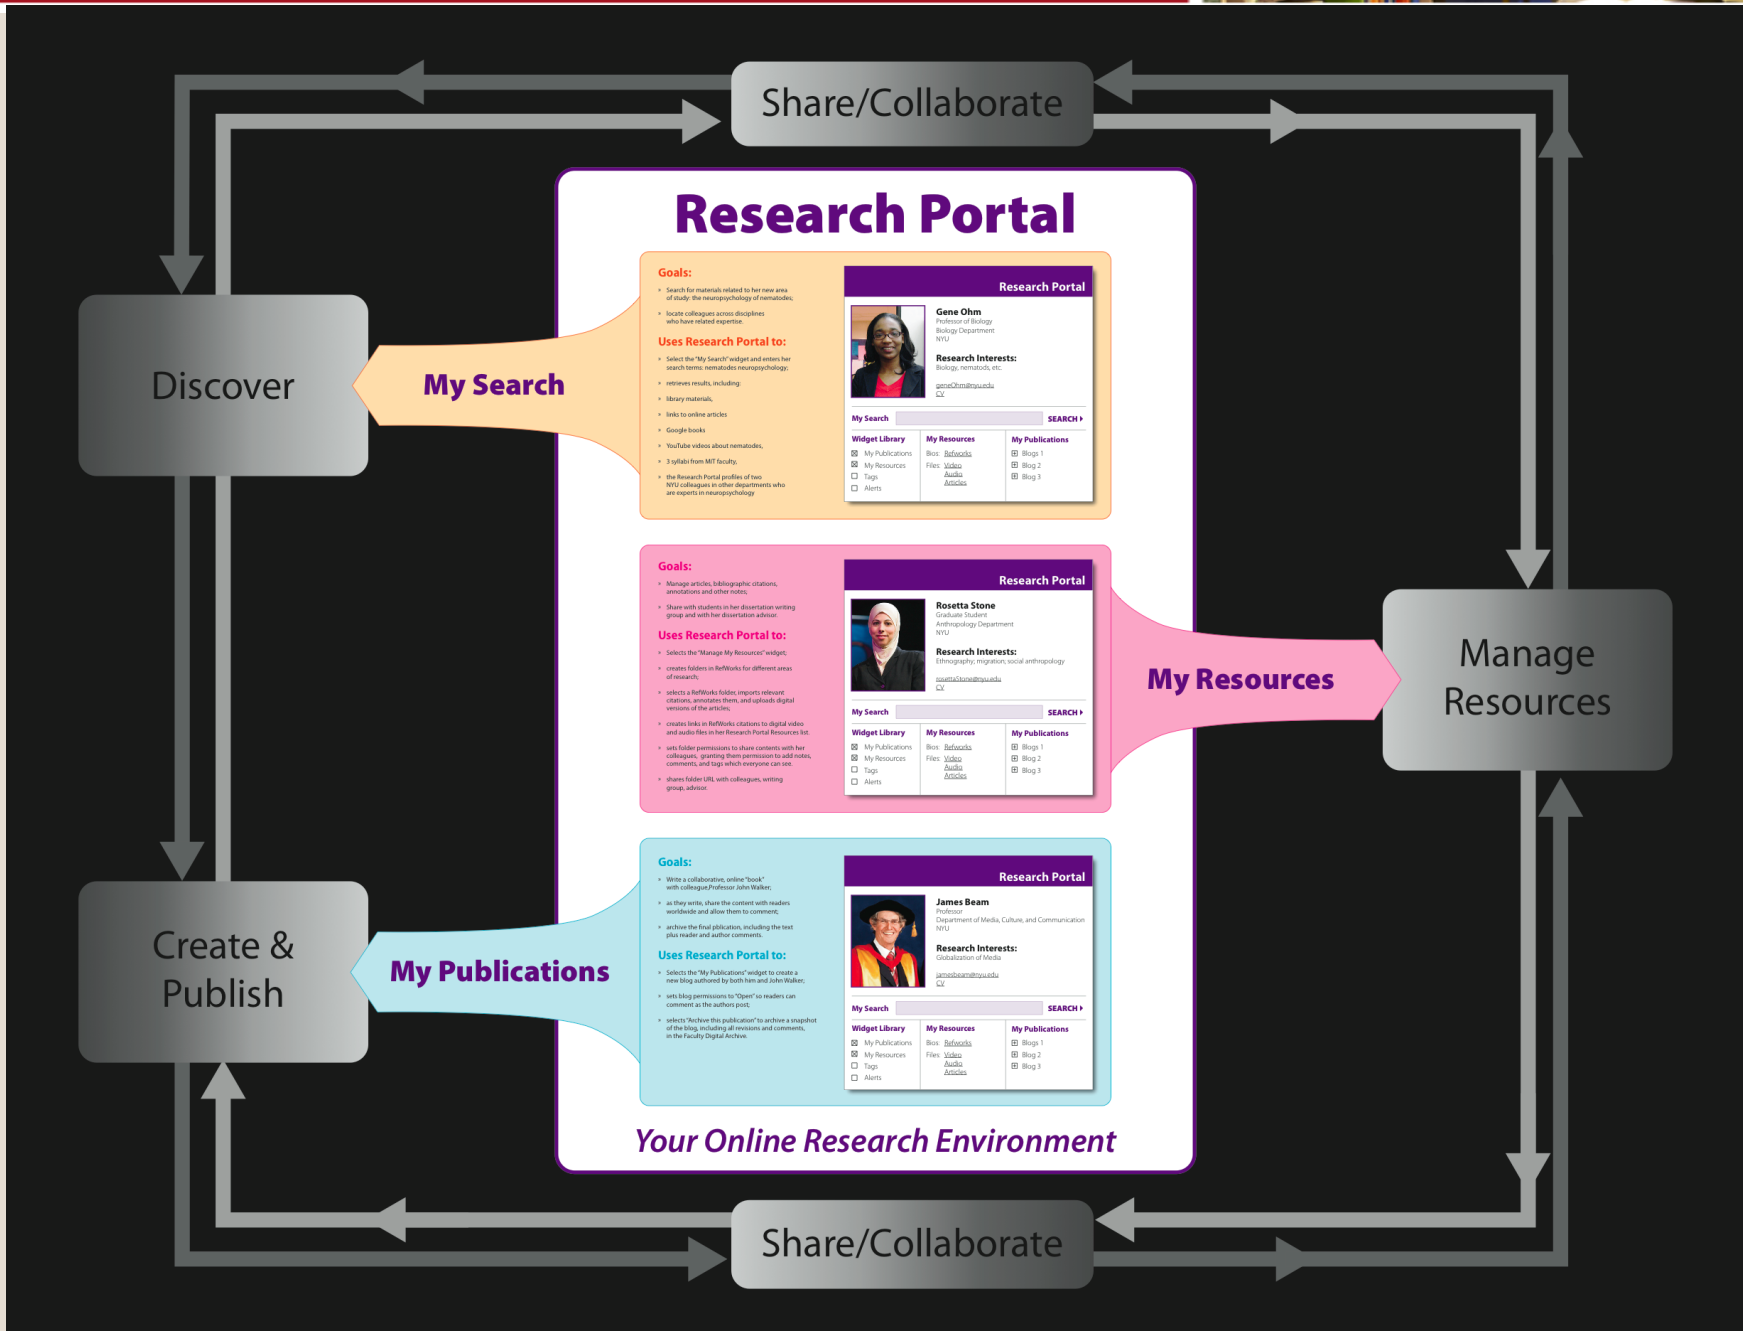 Share/Collaborate
Research Portal
Discover
My Search
Goals:
Search for materials related to her new area
of study: the neuropsychology of nematodes;
locate colleagues across disciplines
who have related expertise.
Uses Research Portal to:
Select the "My Search" widget and enters her
search terms: nematodes neuropsychology;
retrieves results, including:
library materials,
links to online articles
Google books
YouTube videos about nematodes,
3 syllabi from MIT faculty,
the Research Portal profiles of two
NYU colleagues in other departments who
are experts in neuropsychology
Research Portal
Gene Ohm
Professor of Biology
Biology Department
NYU
Research Interests:
Biology, nematods, etc.
geneOhm@nyu.edu
CV
My Search SEARCH
Widget Library My Resources My Publications
My Publications Bios: Refworks Blogs 1
My Resources Files: Video Blog 2
Tags Audio Blog 3
Alerts Articles
Goals:
Manage articles, bibliographic citations,
annotations and other notes;
Share with students in her dissertation writing
group and with her dissertation advisor.
Uses Research Portal to:
Selects the "Manage My Resources" widget;
creates folders in RefWorks for different areas
of research;
selects a RefWorks folder, imports relevant
citations, annotates them, and uploads digital
versions of the articles;
creates links in RefWorks citations to digital video
and audio files in her Research Portal Resources list.
sets folder permissions to share contents with her
colleagues, granting them permission to add notes,
comments, and tags which everyone can see.
shares folder URL with colleagues, writing
group, advisor.
Research Portal
Rosetta Stone
Graduate Student
Anthropology Department
NYU
Research Interests:
Ethnography; migration; social anthropology
rosettaStone@nyu.edu
CV
My Search SEARCH
Widget Library My Resources My Publications
My Publications Bios: Refworks Blogs 1
My Resources Files: Video Blog 2
Tags Audio Blog 3
Alerts Articles
My Resources
Manage
Resources
Create &
Publish
My Publications
Goals:
Write a collaborative, online "book"
with colleague,Professor John Walker;
as they write, share the content with readers
worldwide and allow them to comment;
archive the final pblication, including the text
plus reader and author comments.
Uses Research Portal to:
Selects the "My Publications" widget to create a
new blog authored by both him and John Walker;
sets blog permissions to "Open" so readers can
comment as the authors post;
selects "Archive this publication" to archive a snapshot
of the blog, including all revisions and comments,
in the Faculty Digital Archive.
Research Portal
James Beam
Professor
Department of Media, Culture, and Communication
NYU
Research Interests:
Globalization of Media
jamesbeam@nyu.edu
CV
My Search SEARCH
Widget Library My Resources My Publications
My Publications Bios: Refworks Blogs 1
My Resources Files: Video Blog 2
Tags Audio Blog 3
Alerts Articles
Your Online Research Environment
Share/Collaborate